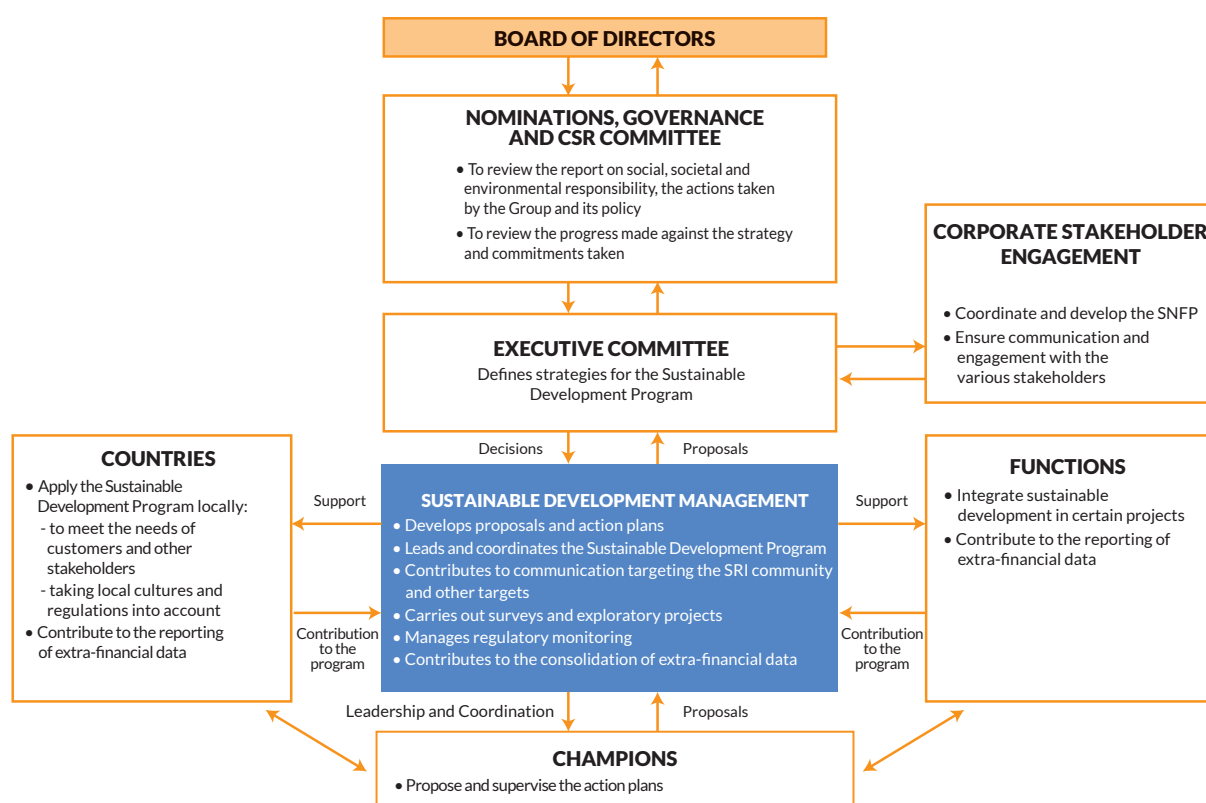 BOARD OF DIRECTORS
NOMINATIONS, GOVERNANCE
AND CSR COMMITTEE
• To review the report on social, societal and
environmental responsibility, the actions taken
by the Group and its policy
• To review the progress made against the strategy
and commitments taken
CORPORATE STAKEHOLDER
ENGAGEMENT
• Coordinate and develop the SNFP
• Ensure communication and
engagement with the
various stakeholders
EXECUTIVE COMMITTEE
Defines strategies for the Sustainable
Development Program
Decisions
Proposals
COUNTRIES
• Apply the Sustainable
Development Program locally:
- to meet the needs of
customers and other
stakeholders
- taking local cultures and
regulations into account
• Contribute to the reporting
of extra-financial data
Support
Contribution
to the
program
SUSTAINABLE DEVELOPMENT MANAGEMENT
• Develops proposals and action plans
• Leads and coordinates the Sustainable Development Program
• Contributes to communication targeting the SRI community
and other targets
• Carries out surveys and exploratory projects
• Manages regulatory monitoring
• Contributes to the consolidation of extra-financial data
Support
Contribution
to the
program
FUNCTIONS
• Integrate sustainable
development in certain projects
• Contribute to the reporting of
extra-financial data
Leadership and Coordination
Proposals
CHAMPIONS
• Propose and supervise the action plans